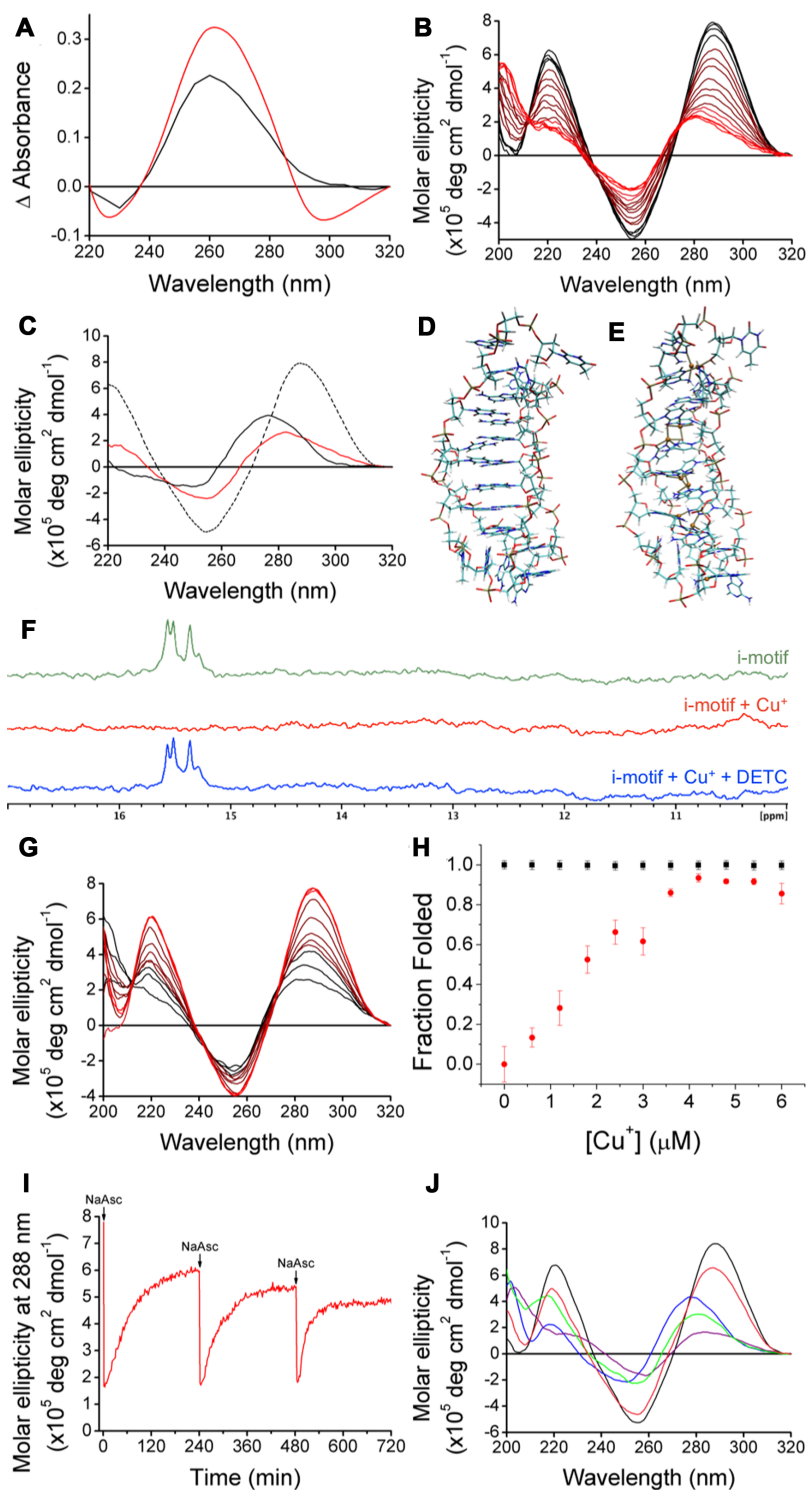 A
Δ Absorbance
0.3
0.2
0.1
0.0
-0.1
220 240 260 280 300 320
Wavelength (nm)
B
Molar ellipticity
(x10⁵ deg cm² dmol⁻¹)
8
6
4
2
0
-2
-4
200 220 240 260 280 300 320
Wavelength (nm)
C
Molar ellipticity
(x10⁵ deg cm² dmol⁻¹)
10
8
6
4
2
0
-2
-4
-6
220 240 260 280 300 320
Wavelength (nm)
D
E
F
i-motif
i-motif + Cu⁺
i-motif + Cu⁺ + DETC
16 15 14 13 12 11 [ppm]
G
Molar ellipticity
(x10⁵ deg cm² dmol⁻¹)
8
6
4
2
0
-2
-4
200 220 240 260 280 300 320
Wavelength (nm)
H
Fraction Folded
1.0
0.8
0.6
0.4
0.2
0.0
0 1 2 3 4 5 6
[Cu⁺] (μM)
I
Molar ellipticity at 288 nm
(x10⁵ deg cm² dmol⁻¹)
NaAsc
NaAsc
NaAsc
8
7
6
5
4
3
2
1
0
0 120 240 360 480 600 720
Time (min)
J
Molar ellipticity
(x10⁵ deg cm² dmol⁻¹)
10
8
6
4
2
0
-2
-4
-6
200 220 240 260 280 300 320
Wavelength (nm)